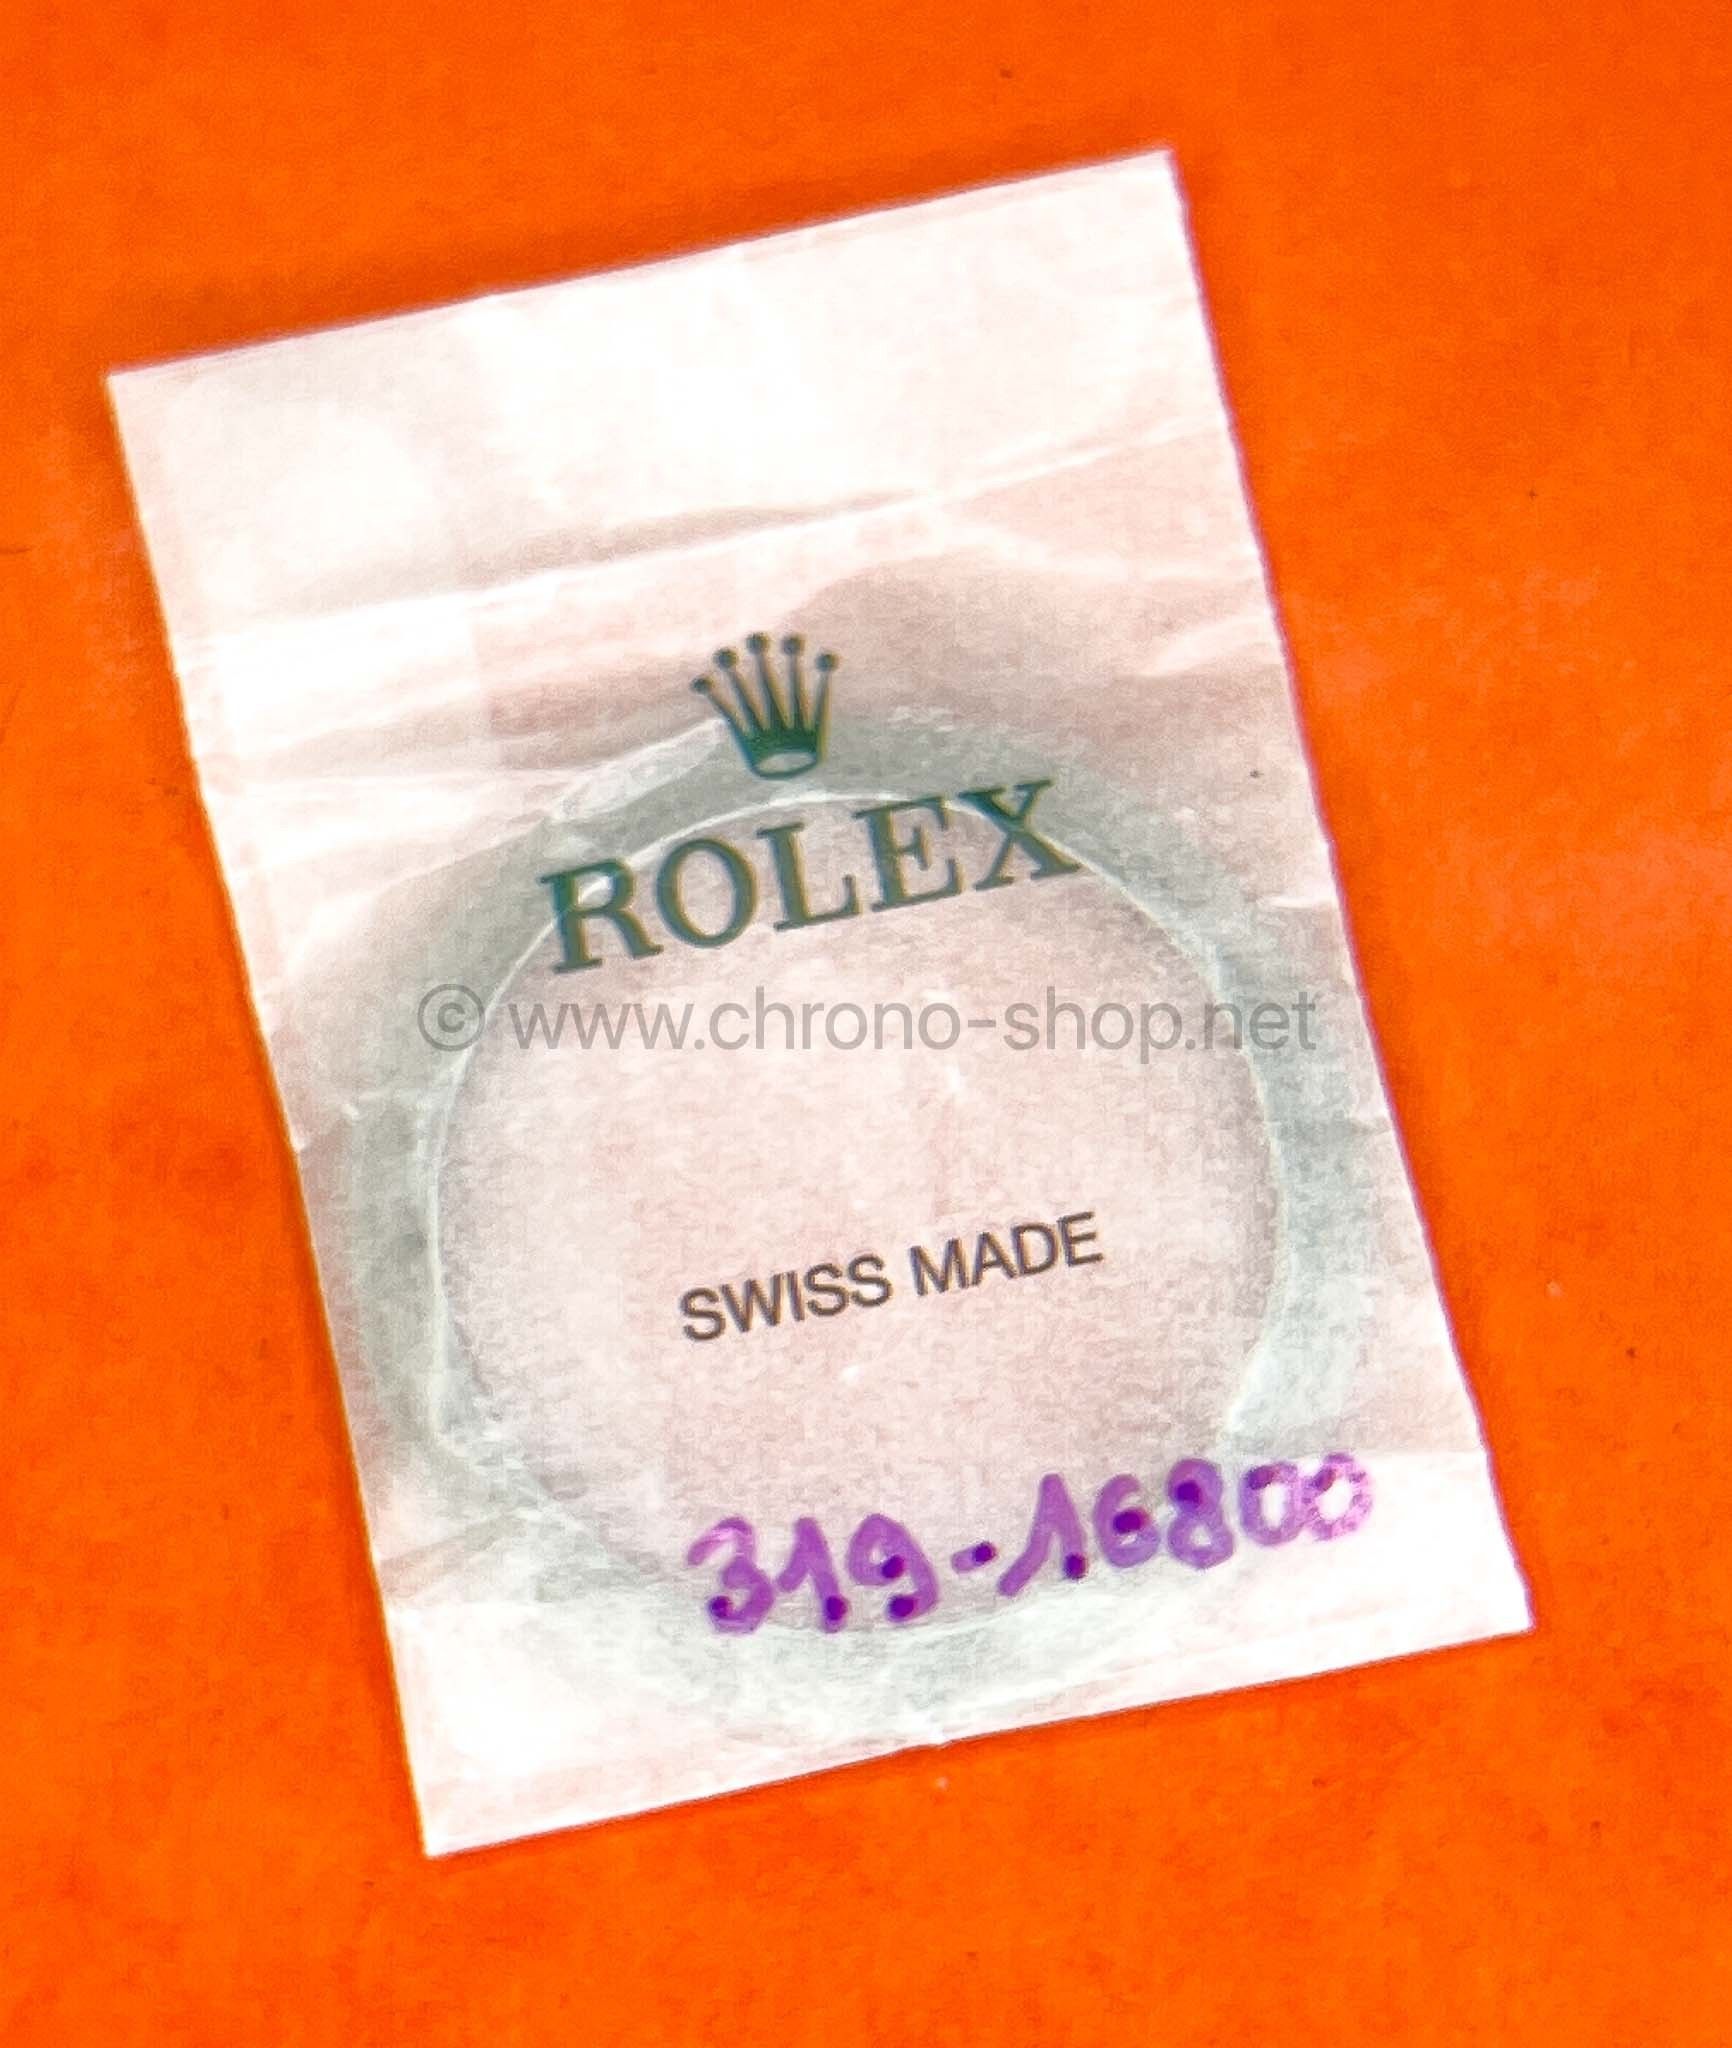 ROLEX
© www.chrono-shop.net
SWISS MADE
319-16800